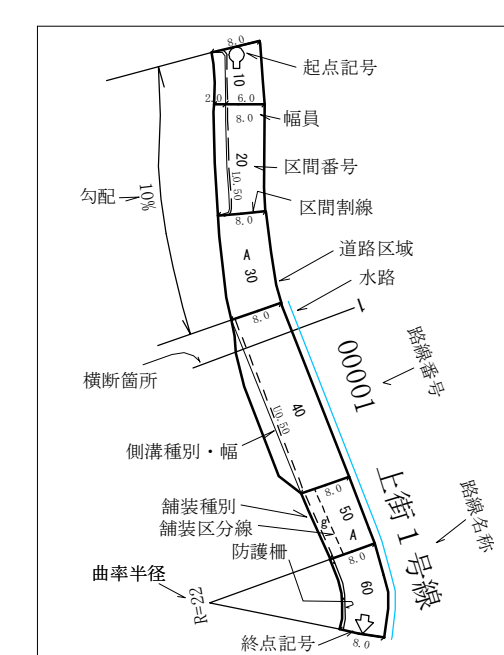 8.0
起点記号
10
2.0 6.0
8.0
幅員
20
区間番号
L0.50
勾配
10%
区間割線
8.0
道路区域
A 30
水路
8.0
1
横断箇所
00001
路線番号
40
U0.50
側溝種別・幅
8.0
上街1号線
路線名称
舗装種別
50
g
A
舗装区分線
防護柵
8.0
曲率半径
60
R=22
終点記号
8.0